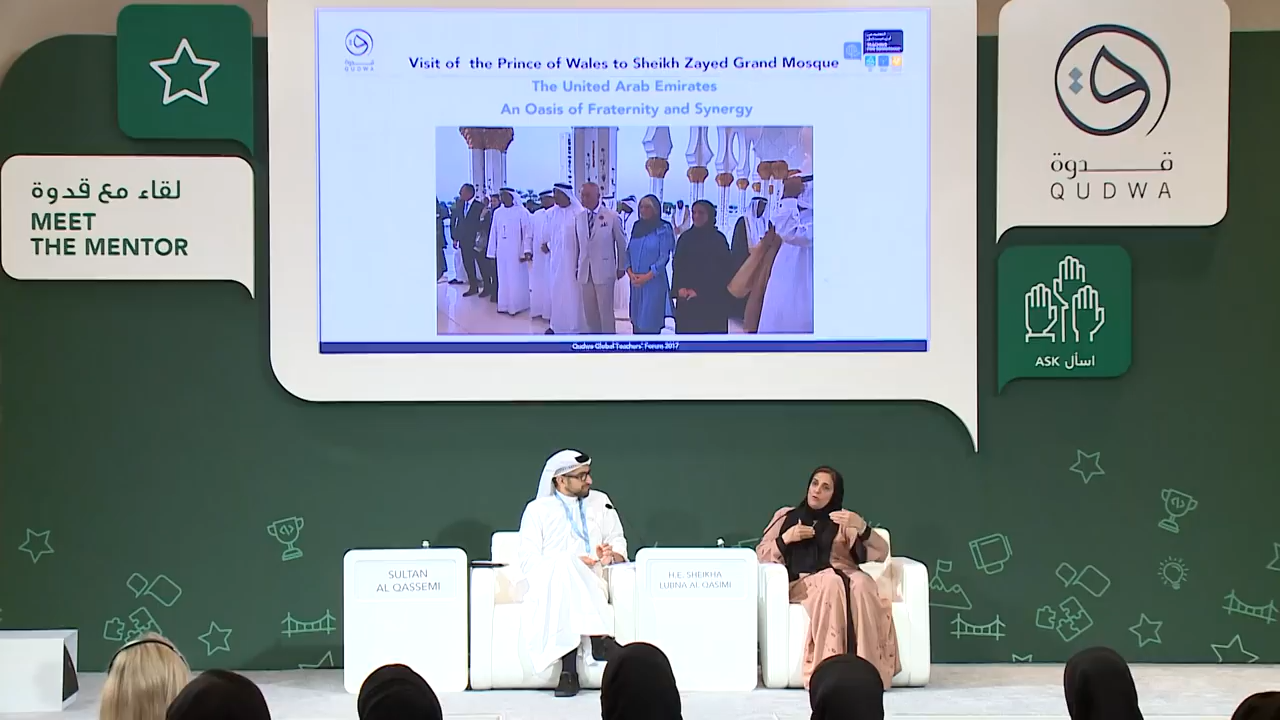 لقاء مع قدوة
MEET
THE MENTOR
QUDWA
Visit of the Prince of Wales to Sheikh Zayed Grand Mosque
The United Arab Emirates
An Oasis of Fraternity and Synergy
Qudwa Global Teachers' Forum 2017
قـــدوة
QUDWA
ASK اسأل
SULTAN
AL QASSEMI
H.E. SHEIKHA
LUBNA AL QASIMI